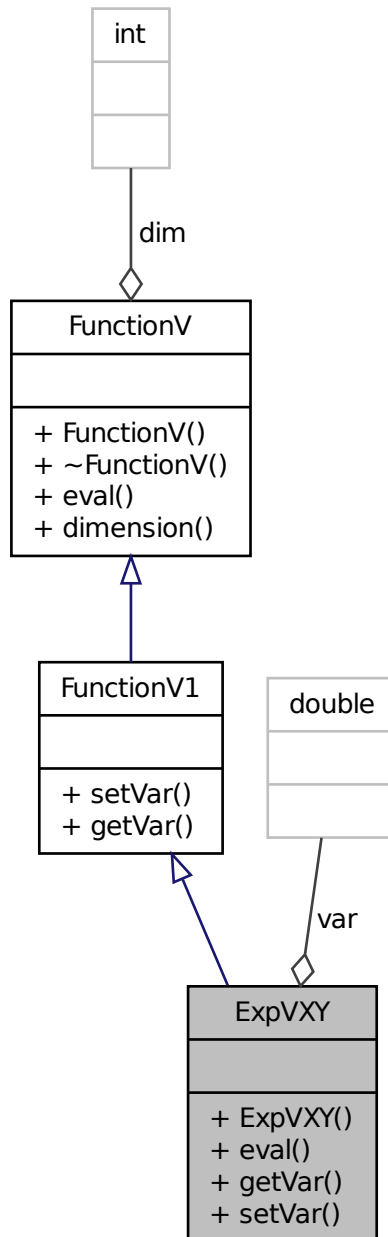 int
dim
FunctionV
+ FunctionV()
+ ~FunctionV()
+ eval()
+ dimension()
FunctionV1
+ setVar()
+ getVar()
double
var
ExpVXY
+ ExpVXY()
+ eval()
+ getVar()
+ setVar()